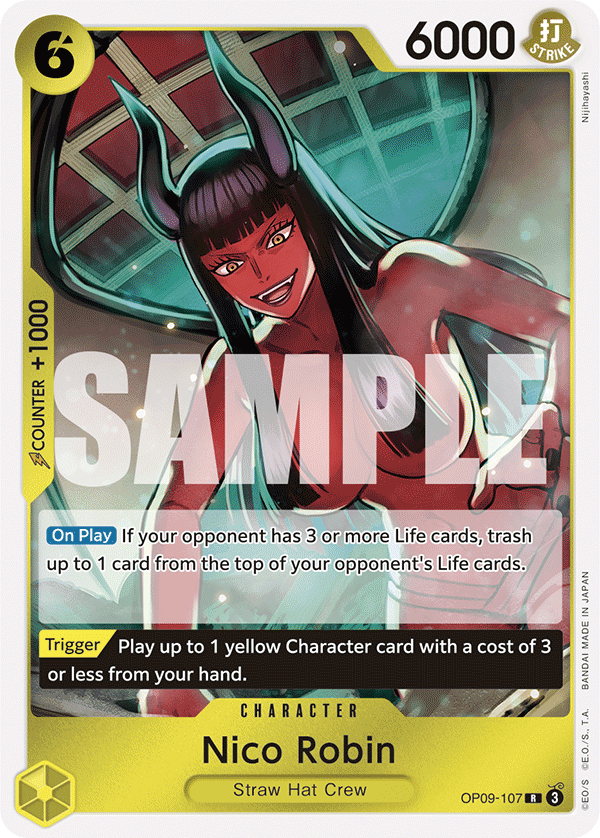 6
6000
打
STRIKE
Nijihayashi
COUNTER +1000
SAMPLE
On Play If your opponent has 3 or more Life cards, trash
up to 1 card from the top of your opponent's Life cards.
Trigger Play up to 1 yellow Character card with a cost of 3
or less from your hand.
CHARACTER
Nico Robin
Straw Hat Crew
OP09-107 R 3
©EO/S ©E.O./S., T.A. BANDAI MADE IN JAPAN